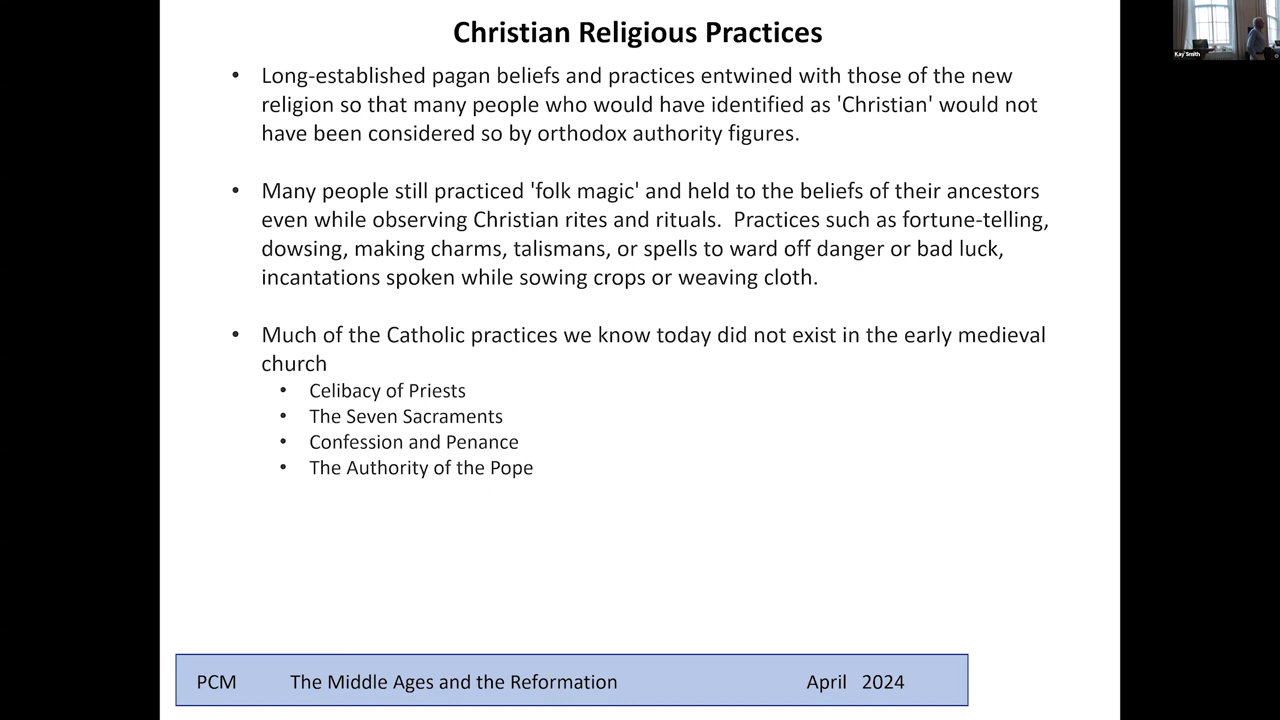 Christian Religious Practices
• Long-established pagan beliefs and practices entwined with those of the new
religion so that many people who would have identified as 'Christian' would not
have been considered so by orthodox authority figures.
• Many people still practiced 'folk magic' and held to the beliefs of their ancestors
even while observing Christian rites and rituals.  Practices such as fortune-telling,
dowsing, making charms, talismans, or spells to ward off danger or bad luck,
incantations spoken while sowing crops or weaving cloth.
• Much of the Catholic practices we know today did not exist in the early medieval
church
• Celibacy of Priests
• The Seven Sacraments
• Confession and Penance
• The Authority of the Pope
PCM The Middle Ages and the Reformation April 2024
Kay Smith